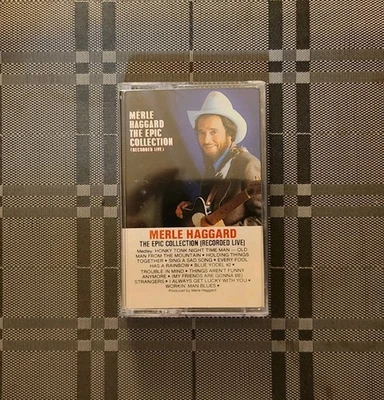 MERLE
HAGGARD
THE EPIC
COLLECTION
(RECORDED LIVE)
MERLE HAGGARD
THE EPIC COLLECTION (RECORDED LIVE)
Medley: HONKY TONK NIGHT TIME MAN — OLD
MAN FROM THE MOUNTAIN • HOLDING THINGS
TOGETHER • SING A SAD SONG • EVERY FOOL
HAS A RAINBOW • BLUE YODEL #2 •
TROUBLE IN MIND • THINGS AREN'T FUNNY
ANYMORE • (MY FRIENDS ARE GONNA BE)
STRANGERS • I ALWAYS GET LUCKY WITH YOU •
WORKIN' MAN BLUES •
Produced by Merle Haggard